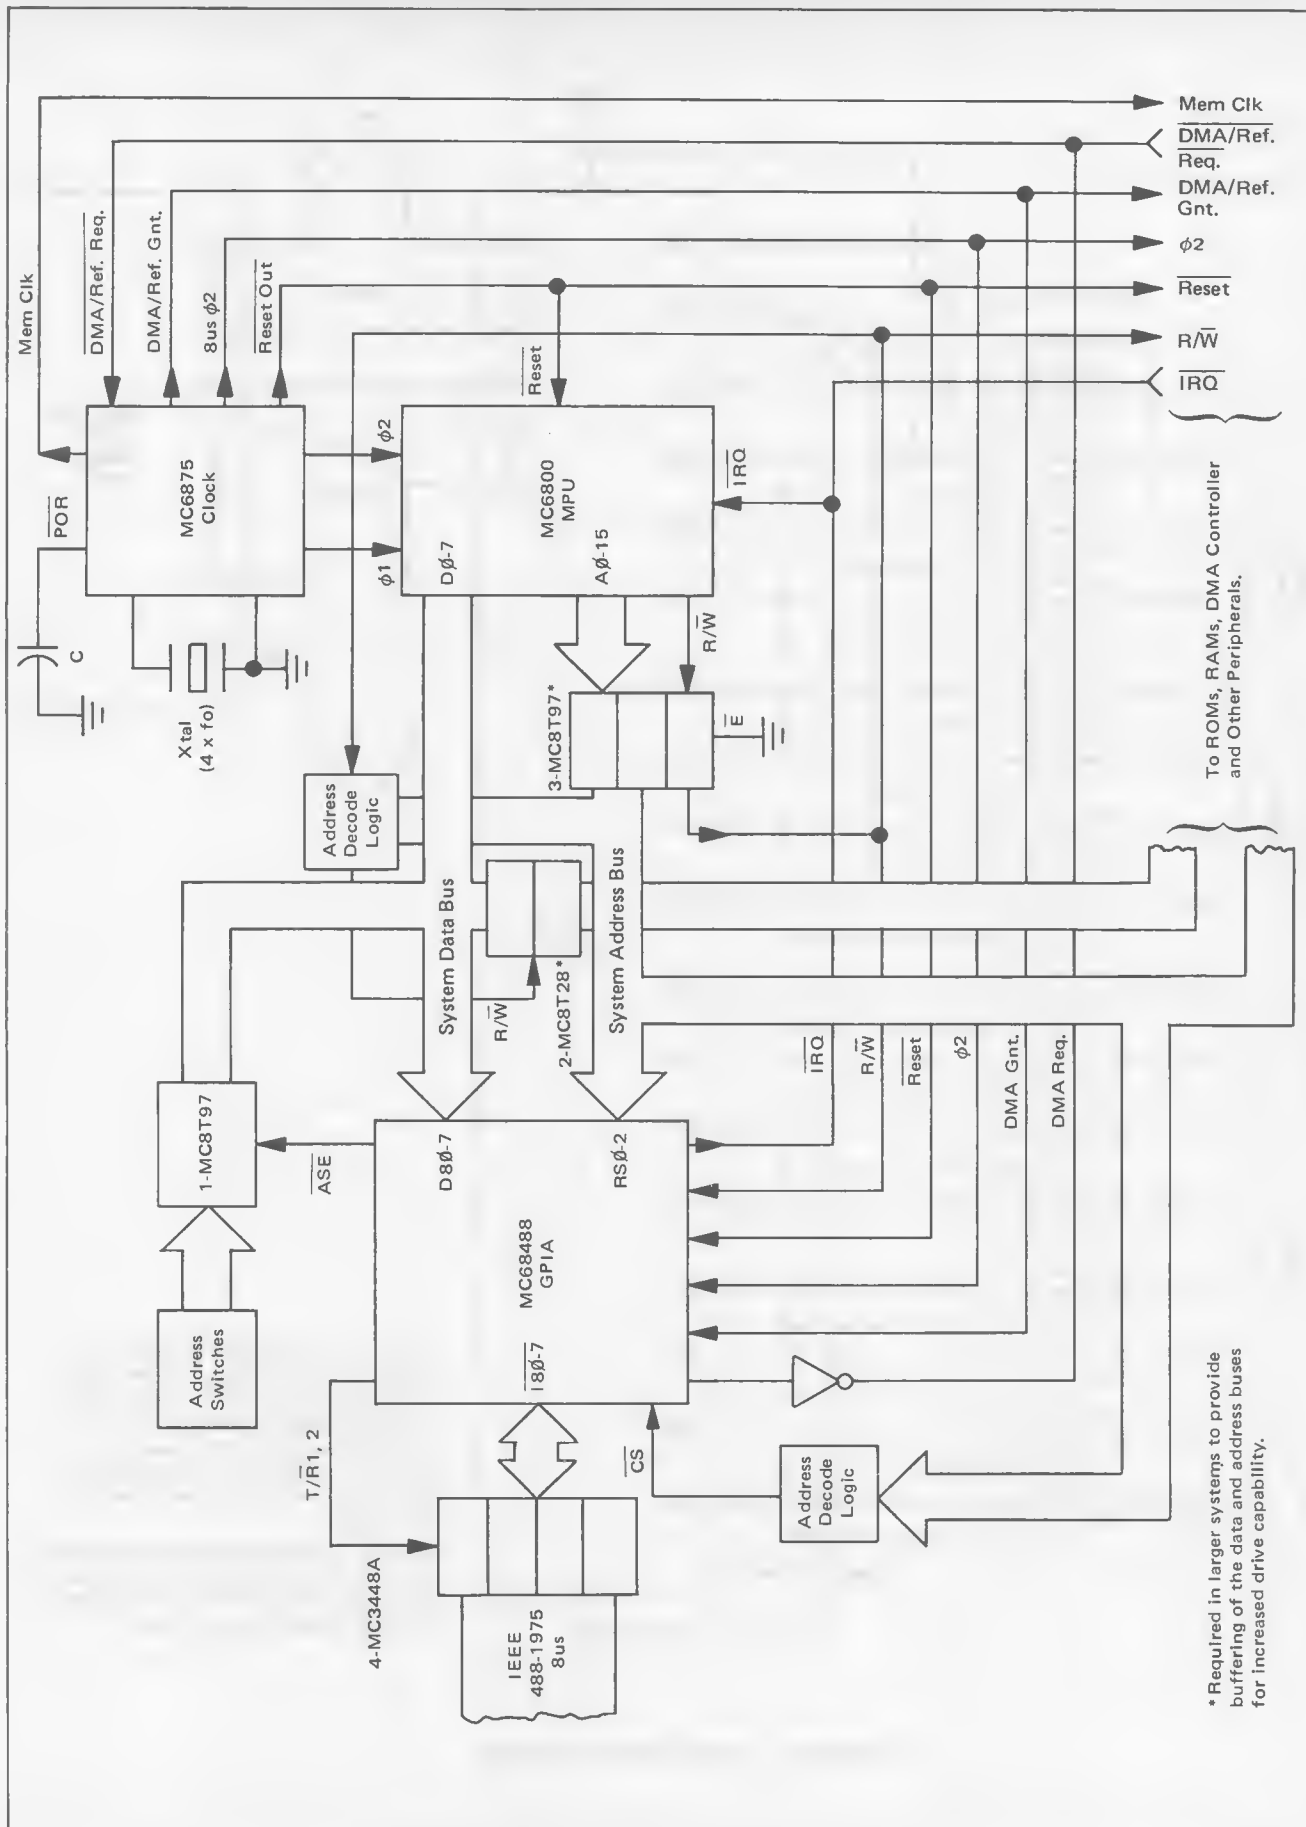 Mem Clk
DMA/Ref. Req.
DMA/Ref. Gnt.
8us ϕ2
Reset Out
POR
C
Xtal
(4 x fo)
MC6875
Clock
ϕ2
ϕ1
Reset
MC6800
MPU
DØ-7
AØ-15
IRQ
R/W̅
3-MC8T97*
E
Address
Decode
Logic
System Data Bus
R/W̅
2-MC8T28*
System Address Bus
1-MC8T97
ASE
Address
Switches
D8Ø-7
RSØ-2
MC68488
GPIA
I8Ø-7
T/R̅1, 2
4-MC3448A
IEEE
488-1975
8us
CS
Address
Decode
Logic
IRQ
R/W̅
Reset
ϕ2
DMA Gnt.
DMA Req.
Mem Clk
DMA/Ref.
Req.
DMA/Ref.
Gnt.
ϕ2
Reset
R/W̅
IRQ
To ROMs, RAMs, DMA Controller
and Other Peripherals.
*Required in larger systems to provide
buffering of the data and address buses
for increased drive capability.